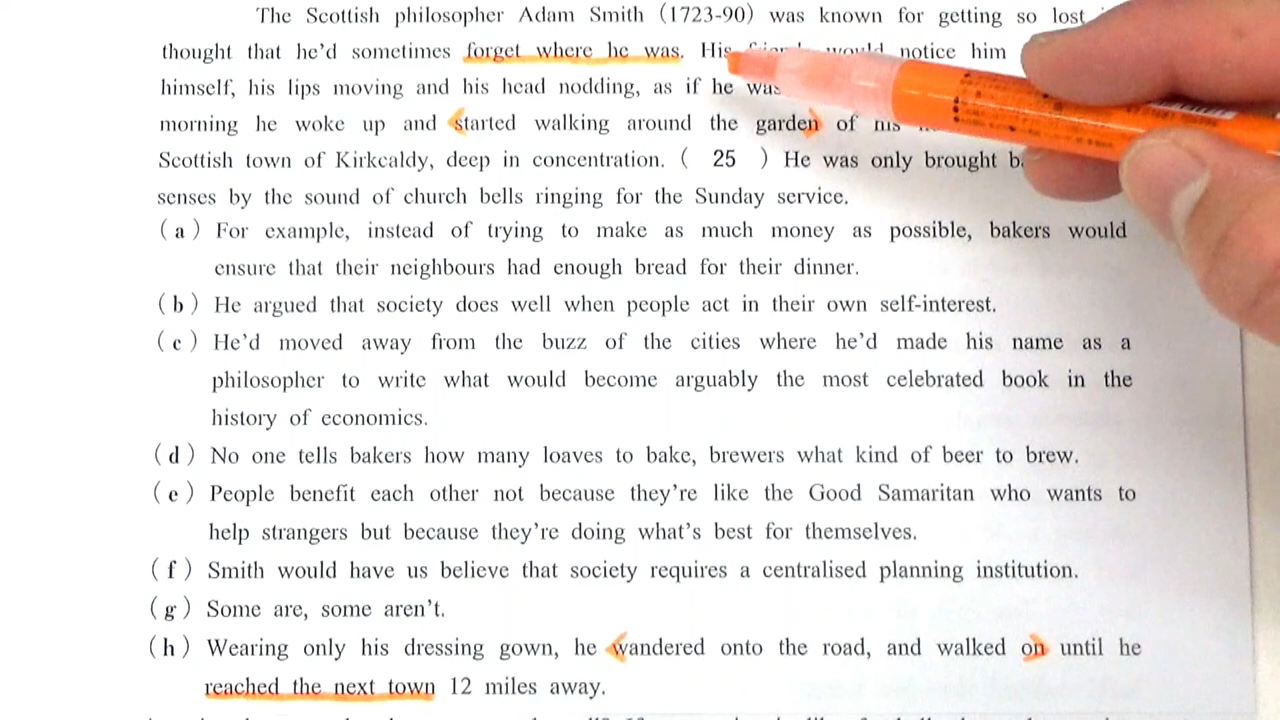 The Scottish philosopher Adam Smith (1723-90) was known for getting so lost
thought that he'd sometimes forget where he was. His would notice him
himself, his lips moving and his head nodding, as if he was
morning he woke up and started walking around the garden of
Scottish town of Kirkcaldy, deep in concentration. ( 25 ) He was only brought
senses by the sound of church bells ringing for the Sunday service.
(a) For example, instead of trying to make as much money as possible, bakers would
ensure that their neighbours had enough bread for their dinner.
(b) He argued that society does well when people act in their own self-interest.
(c) He'd moved away from the buzz of the cities where he'd made his name as a
philosopher to write what would become arguably the most celebrated book in the
history of economics.
(d) No one tells bakers how many loaves to bake, brewers what kind of beer to brew.
(e) People benefit each other not because they're like the Good Samaritan who wants to
help strangers but because they're doing what's best for themselves.
(f) Smith would have us believe that society requires a centralised planning institution.
(g) Some are, some aren't.
(h) Wearing only his dressing gown, he wandered onto the road, and walked on until he
reached the next town 12 miles away.